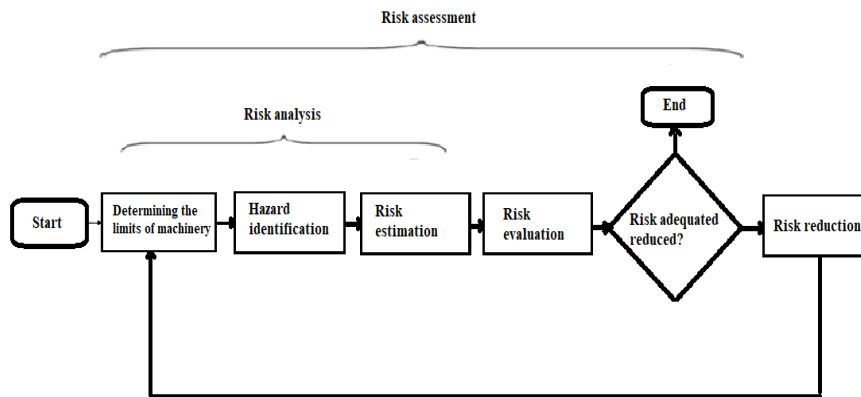 Risk assessment
Risk analysis
End
Start
Determining the
limits of machinery
Hazard
identification
Risk
estimation
Risk
evaluation
Risk adequated
reduced?
Risk reduction